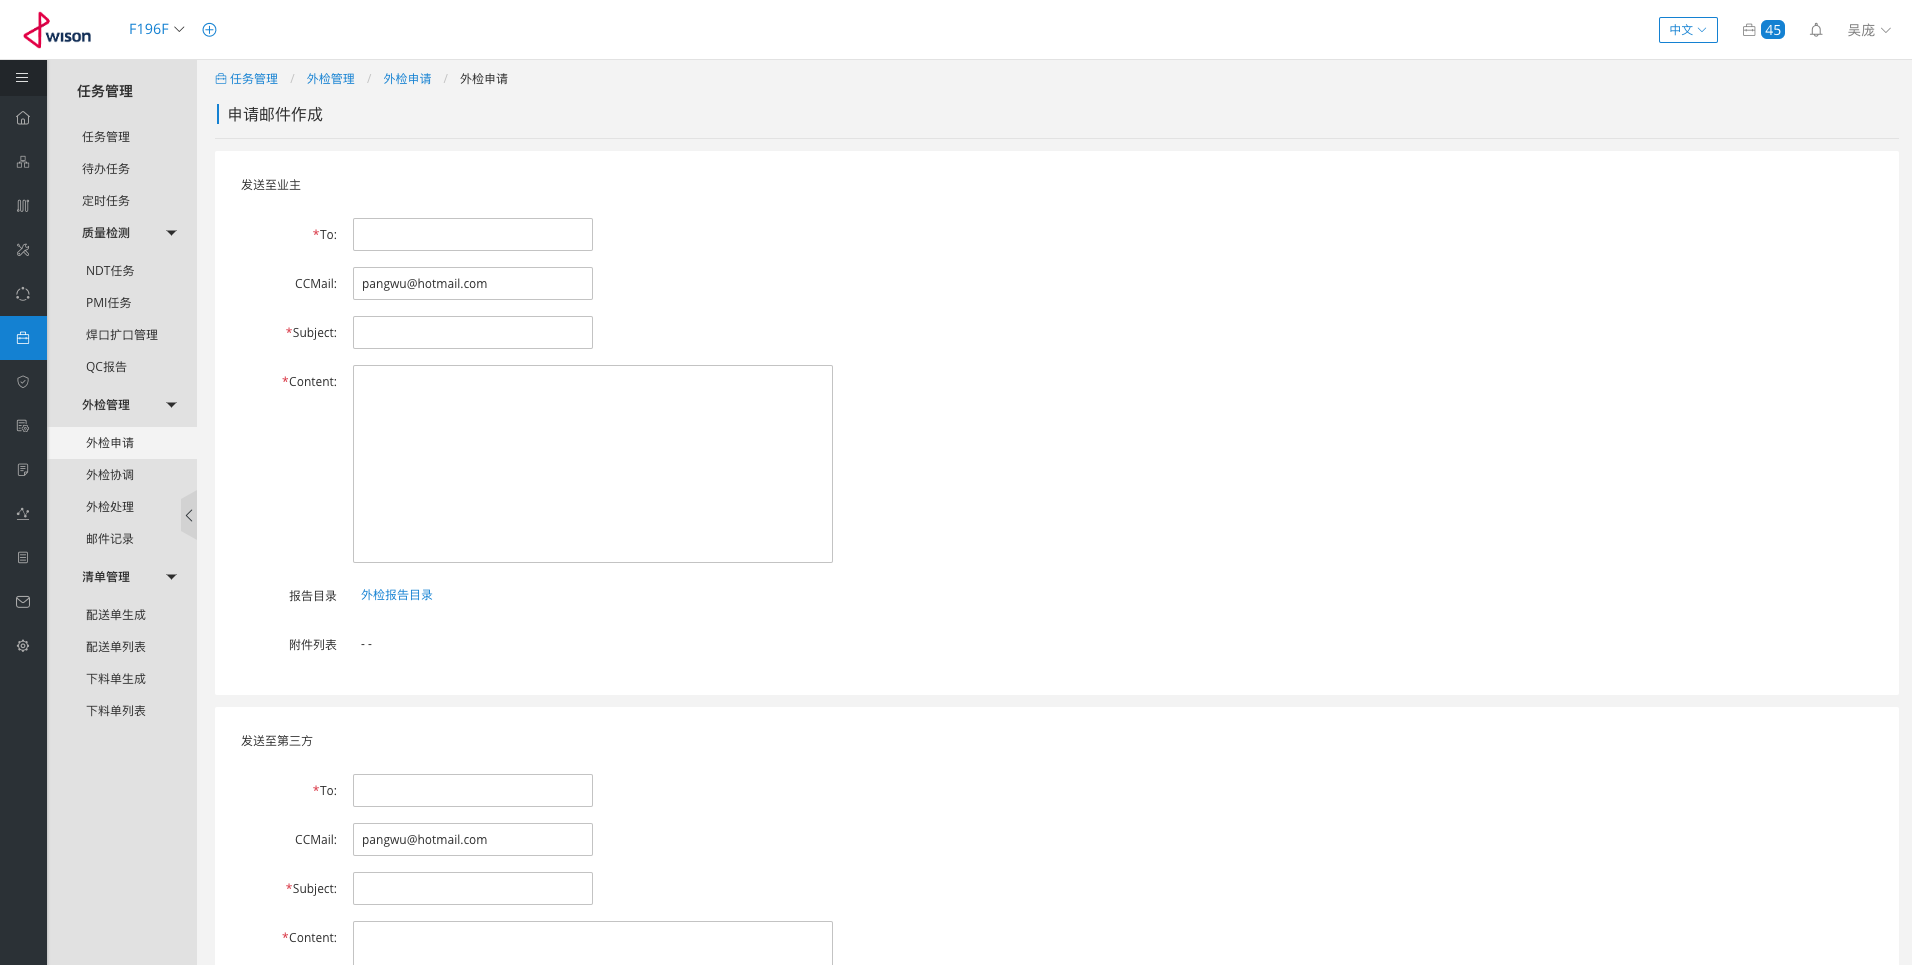 wison
F196F
中文
45
吴庞
任务管理 / 外检管理 / 外检申请 / 外检申请
申请邮件作成
任务管理
任务管理
待办任务
定时任务
质量检测
NDT任务
PMI任务
焊口扩口管理
QC报告
外检管理
外检申请
外检协调
外检处理
邮件记录
清单管理
配送单生成
配送单列表
下料单生成
下料单列表
发送至业主
*To:
CCMail: pangwu@hotmail.com
*Subject:
*Content:
报告目录 外检报告目录
附件列表 - -
发送至第三方
*To:
CCMail: pangwu@hotmail.com
*Subject:
*Content: